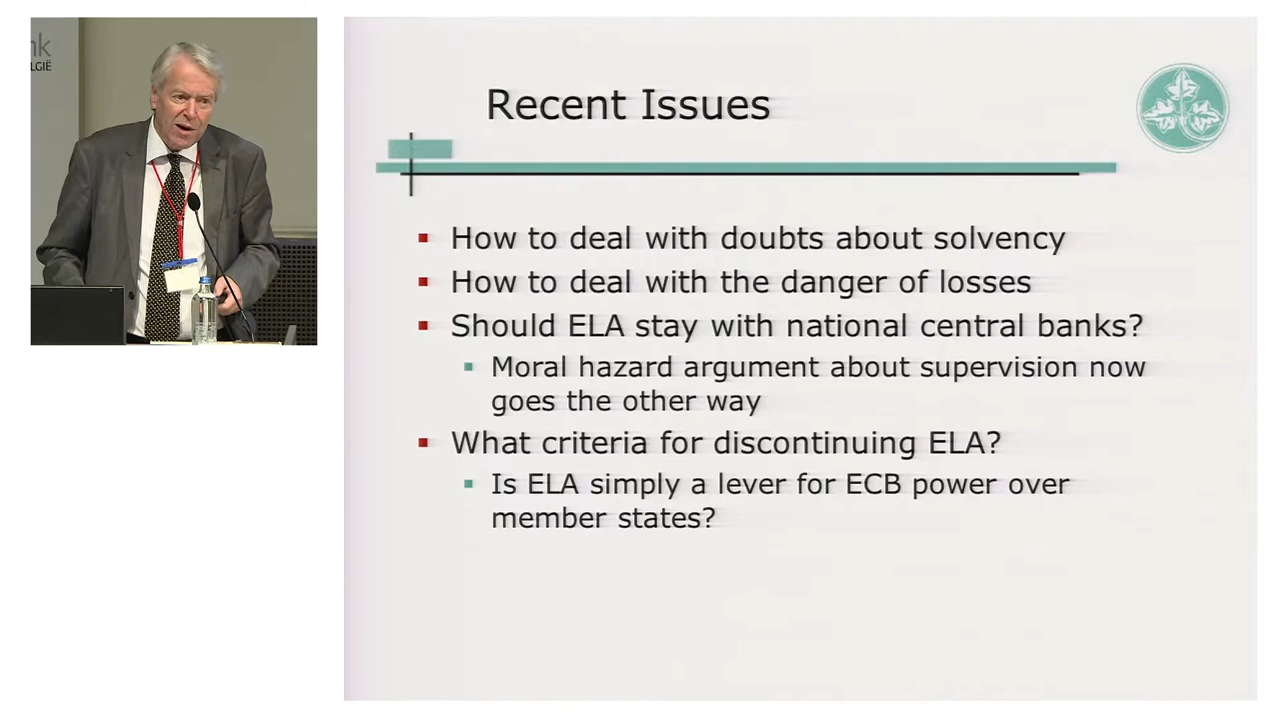 nk
LGIË
Recent Issues
How to deal with doubts about solvency
How to deal with the danger of losses
Should ELA stay with national central banks?
Moral hazard argument about supervision now
goes the other way
What criteria for discontinuing ELA?
Is ELA simply a lever for ECB power over
member states?